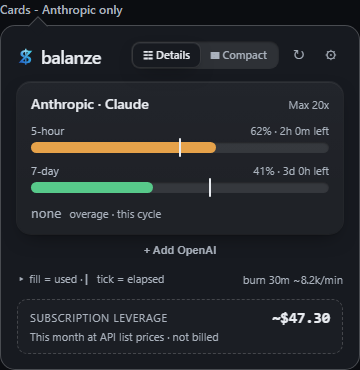 Cards - Anthropic only
balanze
Details
Compact
Anthropic · Claude
Max 20x
5-hour
62% · 2h 0m left
7-day
41% · 3d 0h left
none overage · this cycle
+ Add OpenAI
‣ fill = used · | tick = elapsed
burn 30m ~8.2k/min
SUBSCRIPTION LEVERAGE
~$47.30
This month at API list prices · not billed